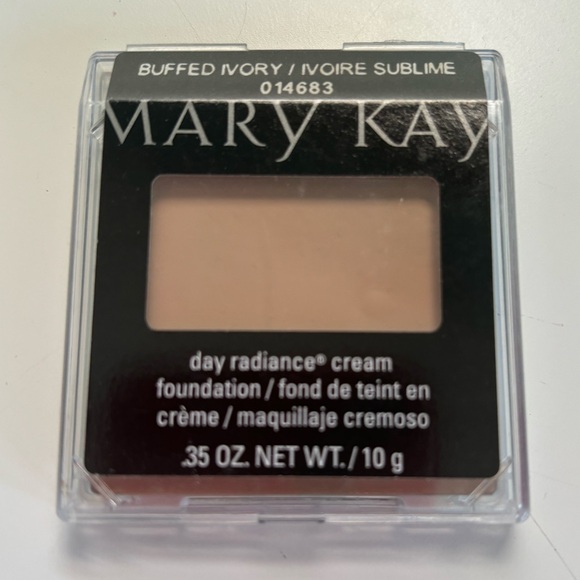 BUFFED IVORY / IVOIRE SUBLIME
014683
MARY KAY
day radiance® cream
foundation / fond de teint en
crème / maquillaje cremoso
.35 OZ. NET WT. / 10 g